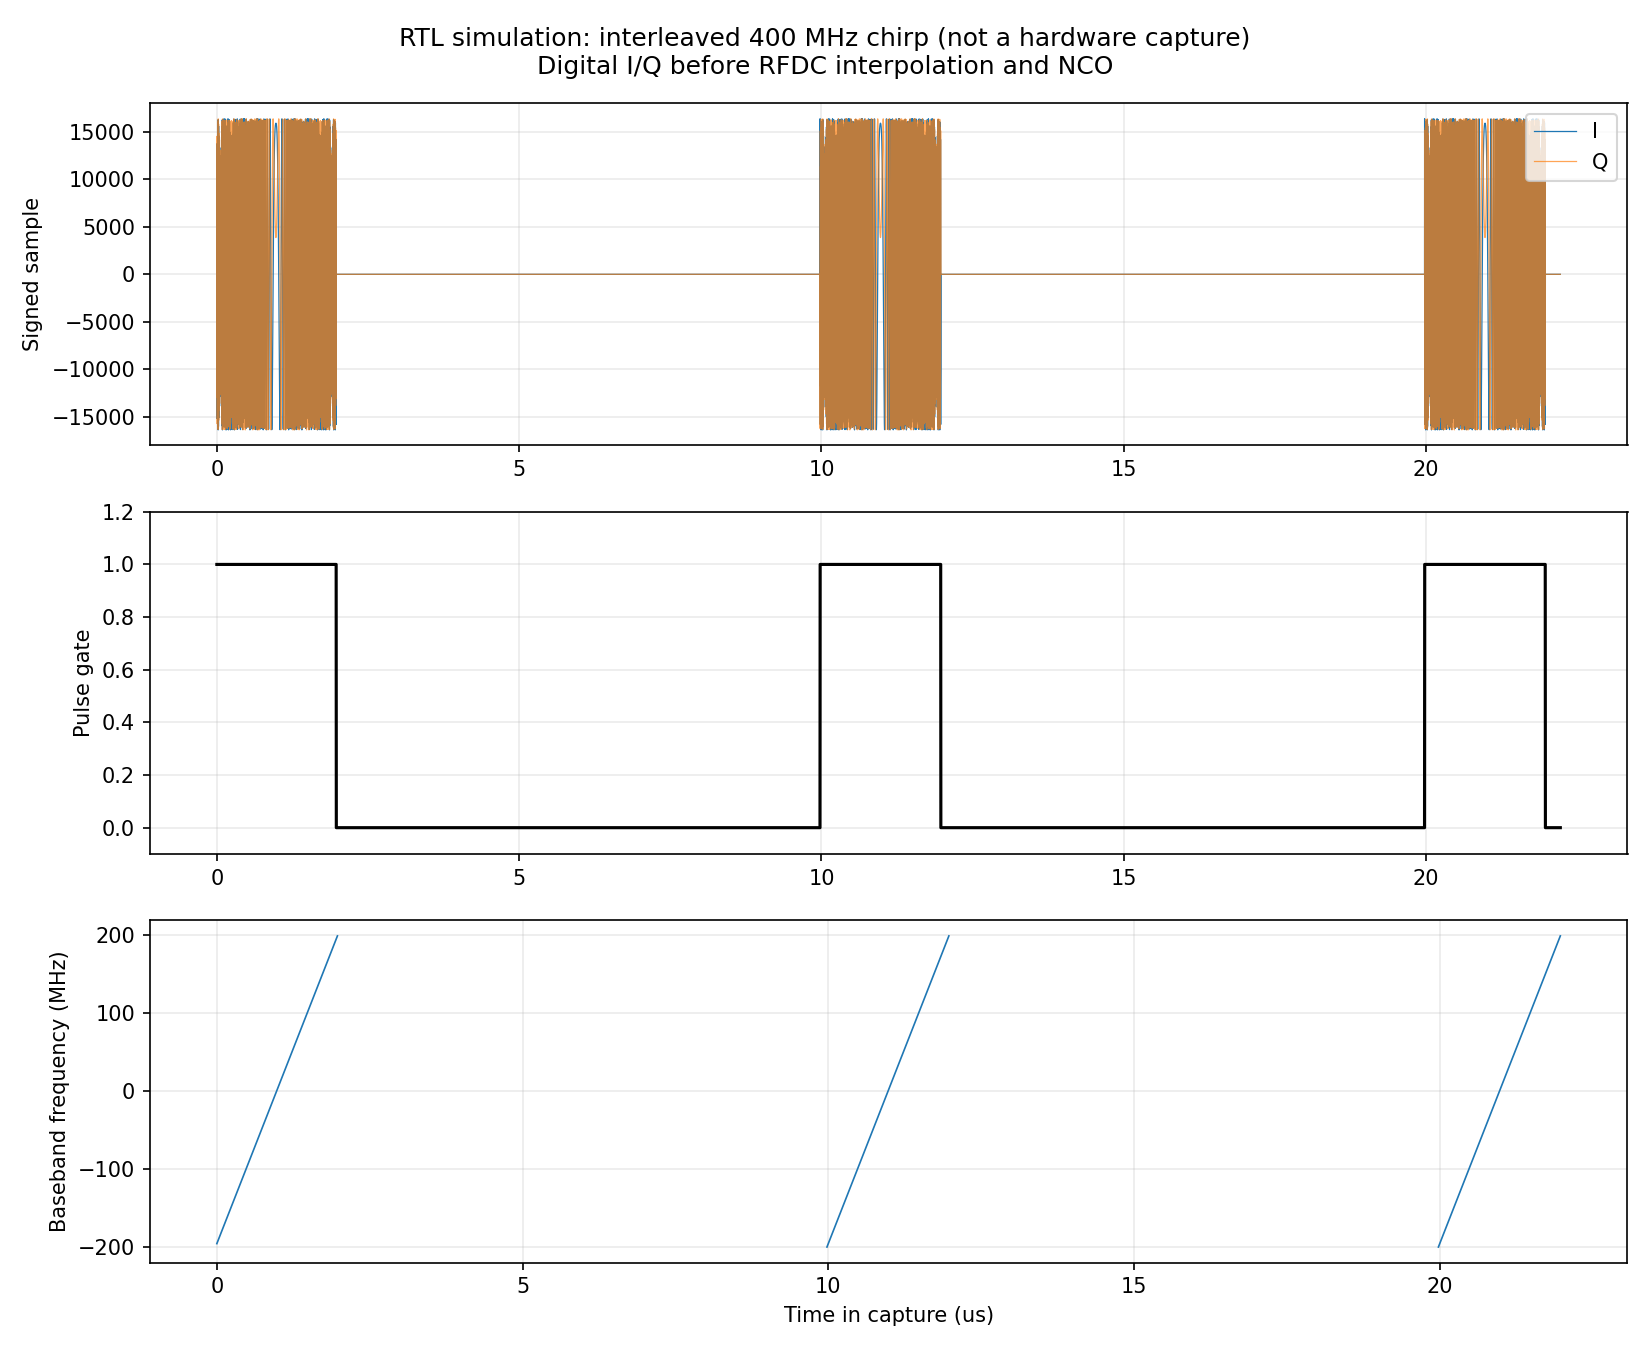 RTL simulation: interleaved 400 MHz chirp (not a hardware capture)
Digital I/Q before RFDC interpolation and NCO
Signed sample
15000
10000
5000
0
−5000
−10000
−15000
I
Q
0 5 10 15 20
Pulse gate
1.2
1.0
0.8
0.6
0.4
0.2
0.0
0 5 10 15 20
Baseband frequency (MHz)
200
100
0
−100
−200
0 5 10 15 20
Time in capture (us)